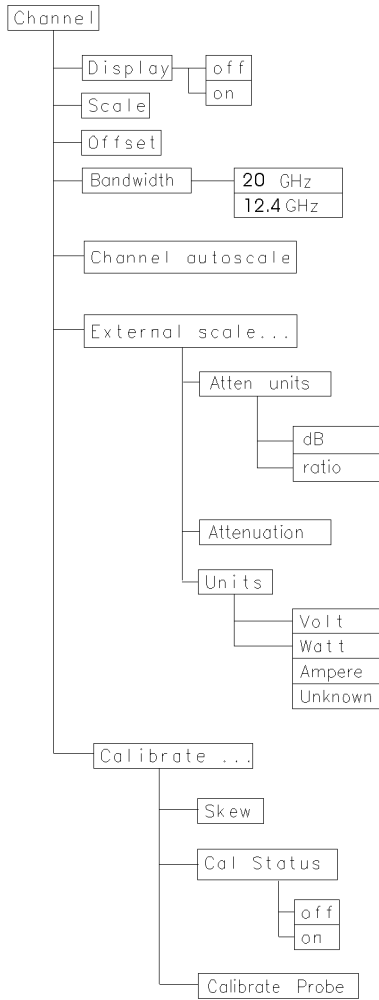 Channel
Display
off
on
Scale
Offset
Bandwidth
20 GHz
12.4 GHz
Channel autoscale
External scale...
Atten units
dB
ratio
Attenuation
Units
Volt
Watt
Ampere
Unknown
Calibrate ...
Skew
Cal Status
off
on
Calibrate Probe